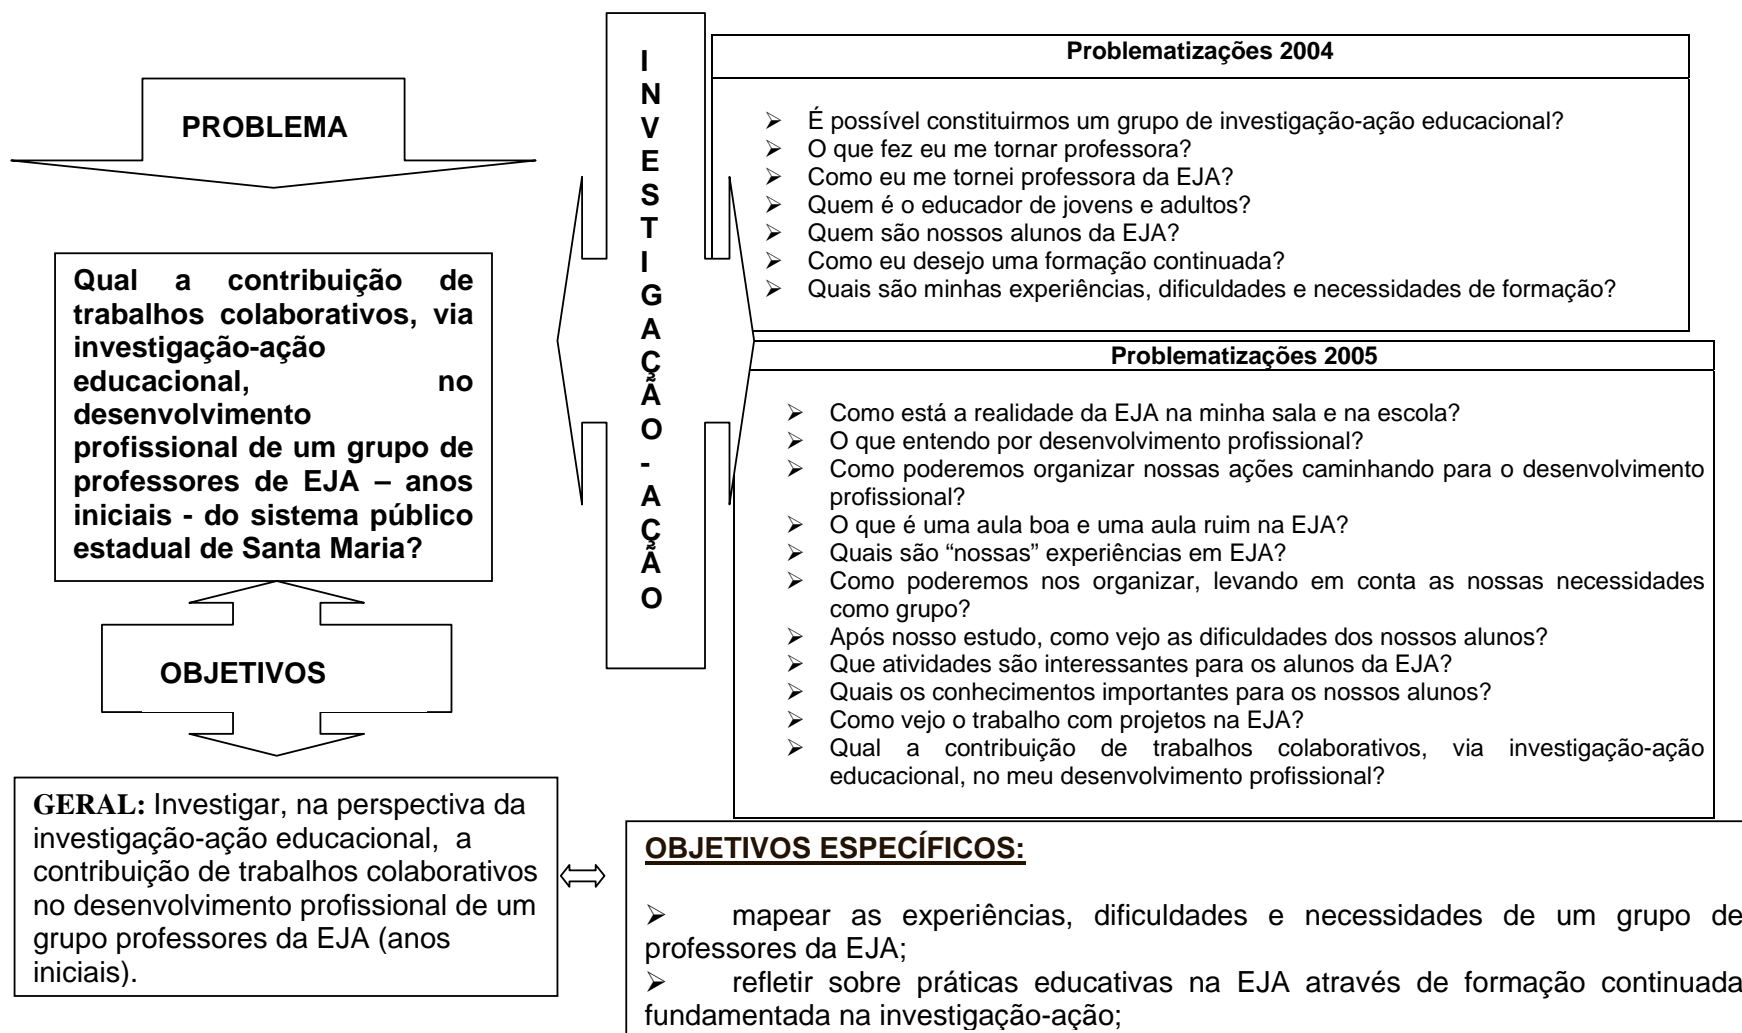 PROBLEMA
Qual a contribuição de
trabalhos colaborativos, via
investigação-ação
educacional, no
desenvolvimento
profissional de um grupo de
professores de EJA – anos
iniciais - do sistema público
estadual de Santa Maria?
OBJETIVOS
GERAL: Investigar, na perspectiva da
investigação-ação educacional, a
contribuição de trabalhos colaborativos
no desenvolvimento profissional de um
grupo professores da EJA (anos
iniciais).
I
N
V
E
S
T
I
G
A
Ç
Ã
O
-
A
Ç
Ã
O
Problematizações 2004
➢ É possível constituirmos um grupo de investigação-ação educacional?
➢ O que fez eu me tornar professora?
➢ Como eu me tornei professora da EJA?
➢ Quem é o educador de jovens e adultos?
➢ Quem são nossos alunos da EJA?
➢ Como eu desejo uma formação continuada?
➢ Quais são minhas experiências, dificuldades e necessidades de formação?
Problematizações 2005
➢ Como está a realidade da EJA na minha sala e na escola?
➢ O que entendo por desenvolvimento profissional?
➢ Como poderemos organizar nossas ações caminhando para o desenvolvimento
profissional?
➢ O que é uma aula boa e uma aula ruim na EJA?
➢ Quais são “nossas” experiências em EJA?
➢ Como poderemos nos organizar, levando em conta as nossas necessidades
como grupo?
➢ Após nosso estudo, como vejo as dificuldades dos nossos alunos?
➢ Que atividades são interessantes para os alunos da EJA?
➢ Quais os conhecimentos importantes para os nossos alunos?
➢ Como vejo o trabalho com projetos na EJA?
➢ Qual a contribuição de trabalhos colaborativos, via investigação-ação
educacional, no meu desenvolvimento profissional?
OBJETIVOS ESPECÍFICOS:
➢ mapear as experiências, dificuldades e necessidades de um grupo de
professores da EJA;
➢ refletir sobre práticas educativas na EJA através de formação continuada
fundamentada na investigação-ação;